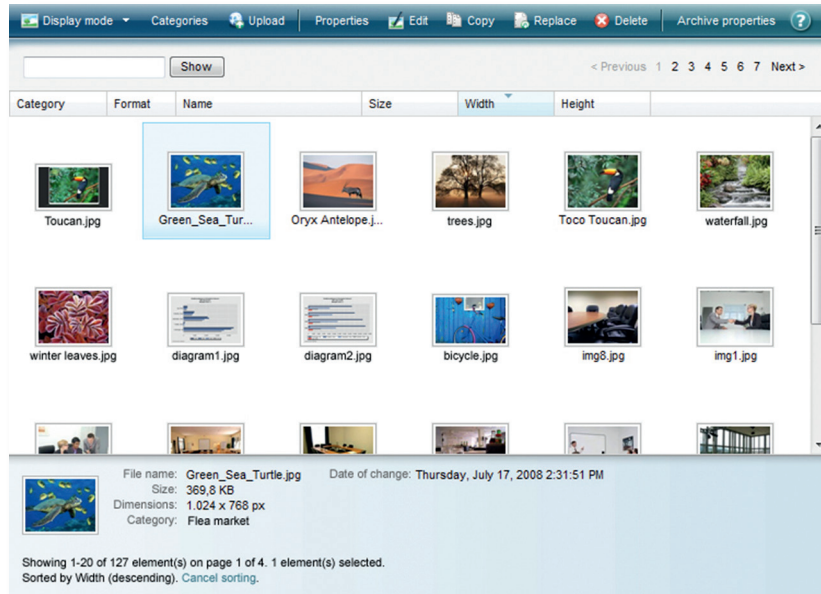 Display mode Categories Upload Properties Edit Copy Replace Delete Archive properties ?
Show < Previous 1 2 3 4 5 6 7 Next >
Category Format Name Size Width Height
Toucan.jpg Green_Sea_Tur... Oryx Antelope.j... trees.jpg Toco Toucan.jpg waterfall.jpg
winter leaves.jpg diagram1.jpg diagram2.jpg bicycle.jpg img8.jpg img1.jpg
File name: Green_Sea_Turtle.jpg Date of change: Thursday, July 17, 2008 2:31:51 PM
Size: 369,8 KB
Dimensions: 1.024 x 768 px
Category: Flea market
Showing 1-20 of 127 element(s) on page 1 of 4. 1 element(s) selected.
Sorted by Width (descending). Cancel sorting.